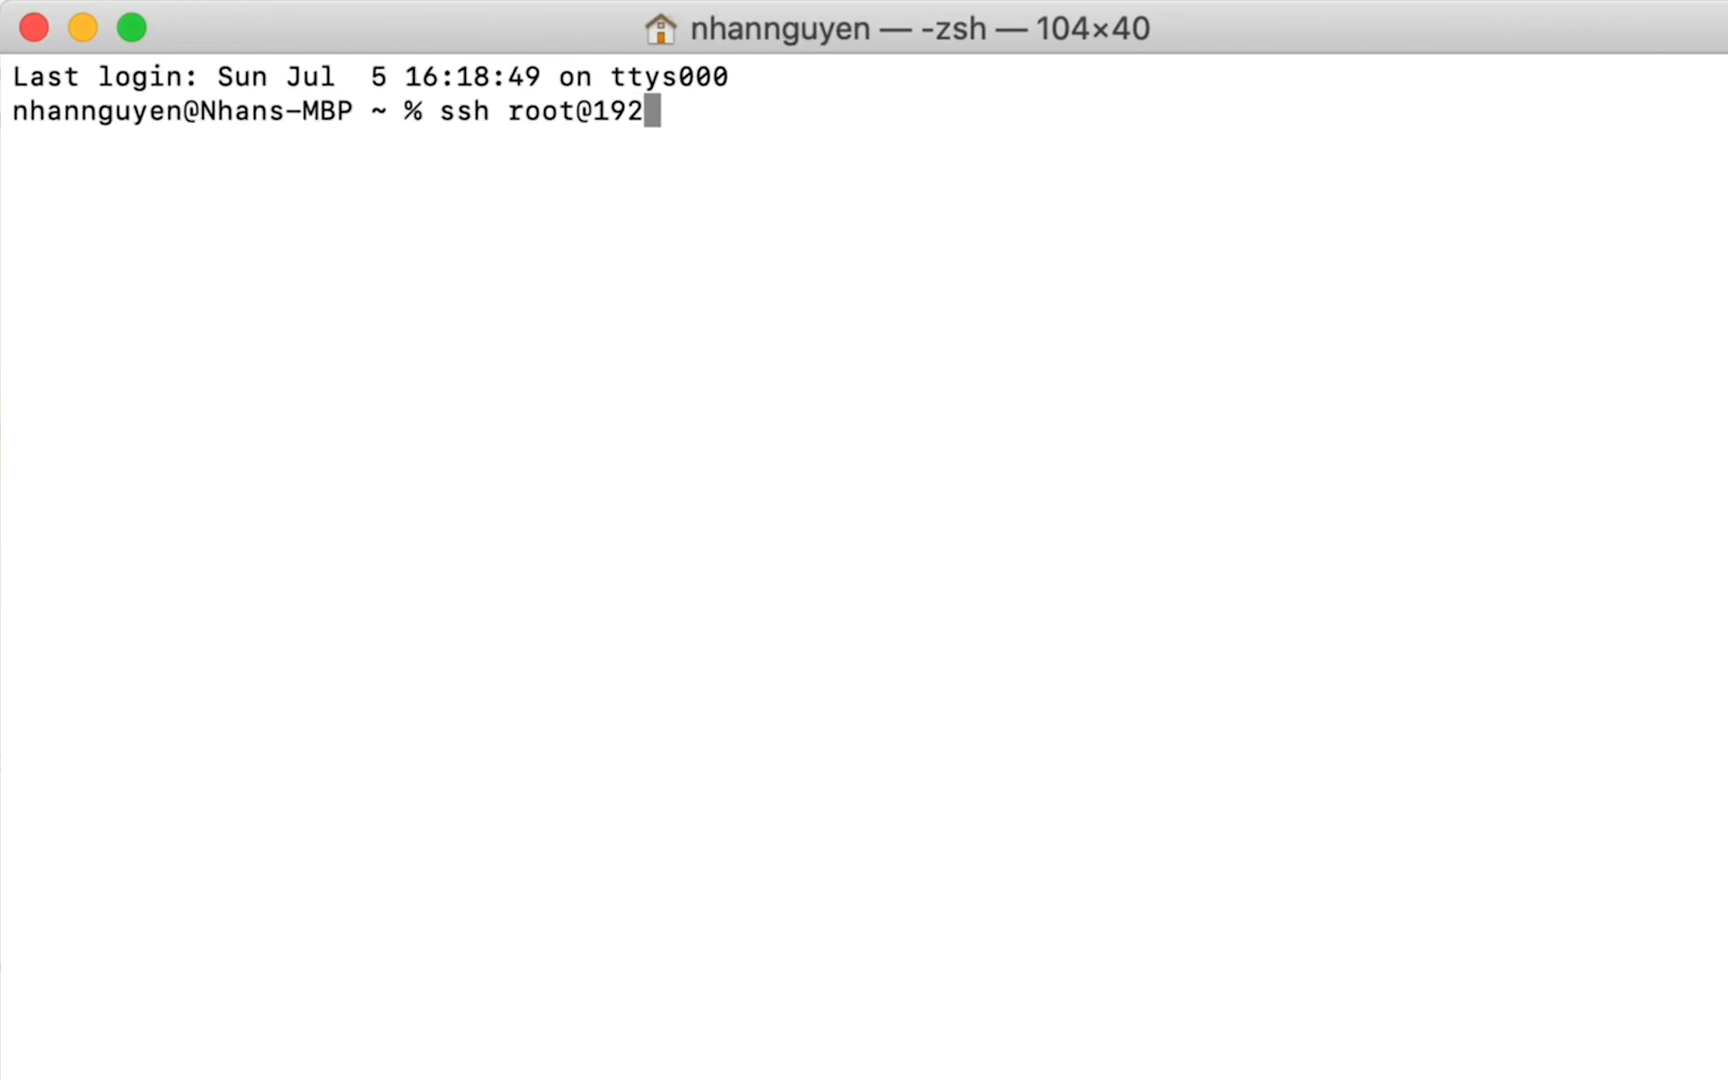 nhannguyen — -zsh — 104×40
Last login: Sun Jul  5 16:18:49 on ttys000
nhannguyen@Nhans-MBP ~ % ssh root@192